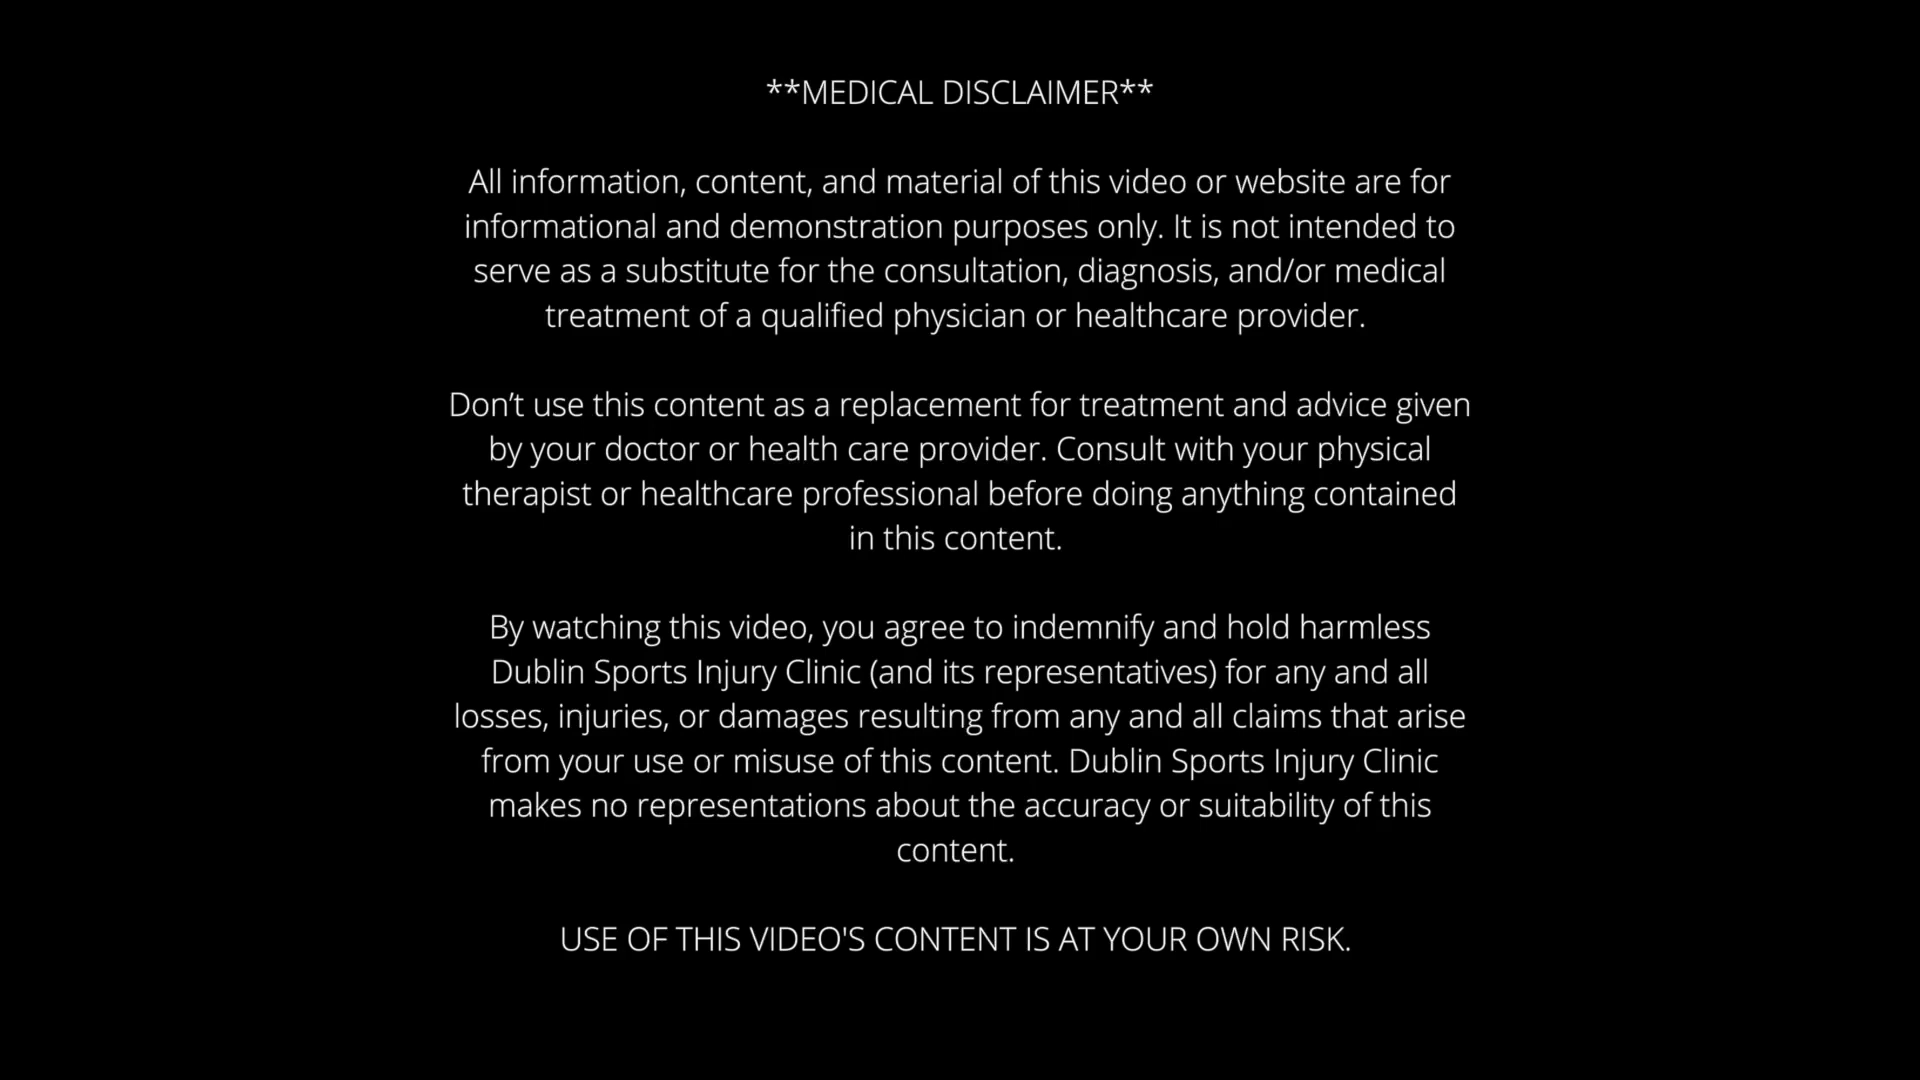 **MEDICAL DISCLAIMER**
All information, content, and material of this video or website are for
informational and demonstration purposes only. It is not intended to
serve as a substitute for the consultation, diagnosis, and/or medical
treatment of a qualified physician or healthcare provider.
Don’t use this content as a replacement for treatment and advice given
by your doctor or health care provider. Consult with your physical
therapist or healthcare professional before doing anything contained
in this content.
By watching this video, you agree to indemnify and hold harmless
Dublin Sports Injury Clinic (and its representatives) for any and all
losses, injuries, or damages resulting from any and all claims that arise
from your use or misuse of this content. Dublin Sports Injury Clinic
makes no representations about the accuracy or suitability of this
content.
USE OF THIS VIDEO'S CONTENT IS AT YOUR OWN RISK.